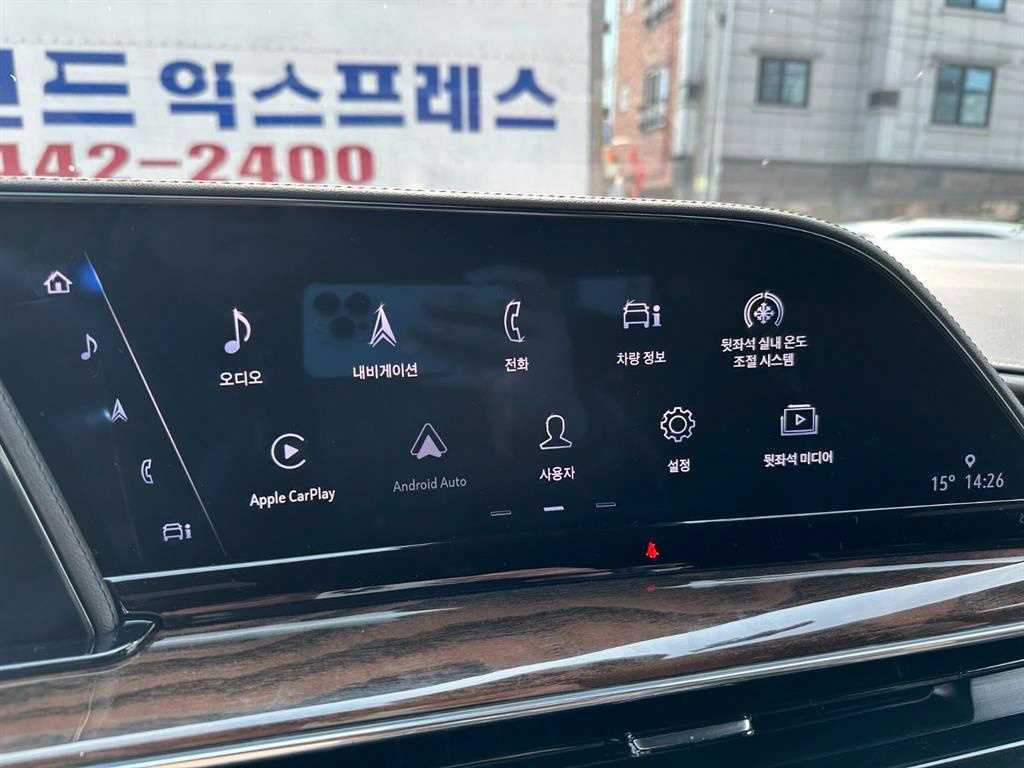 익스프레스
442-2400
오디오
내비게이션
전화
차량 정보
뒷좌석 실내 온도
조절 시스템
Apple CarPlay
Android Auto
사용자
설정
뒷좌석 미디어
15° 14:26